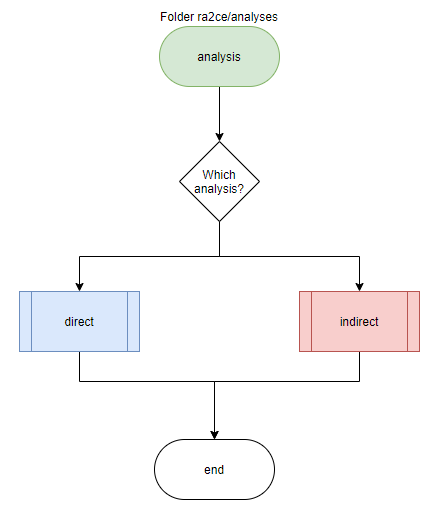 Folder ra2ce/analyses
analysis
Which
analysis?
direct
indirect
end